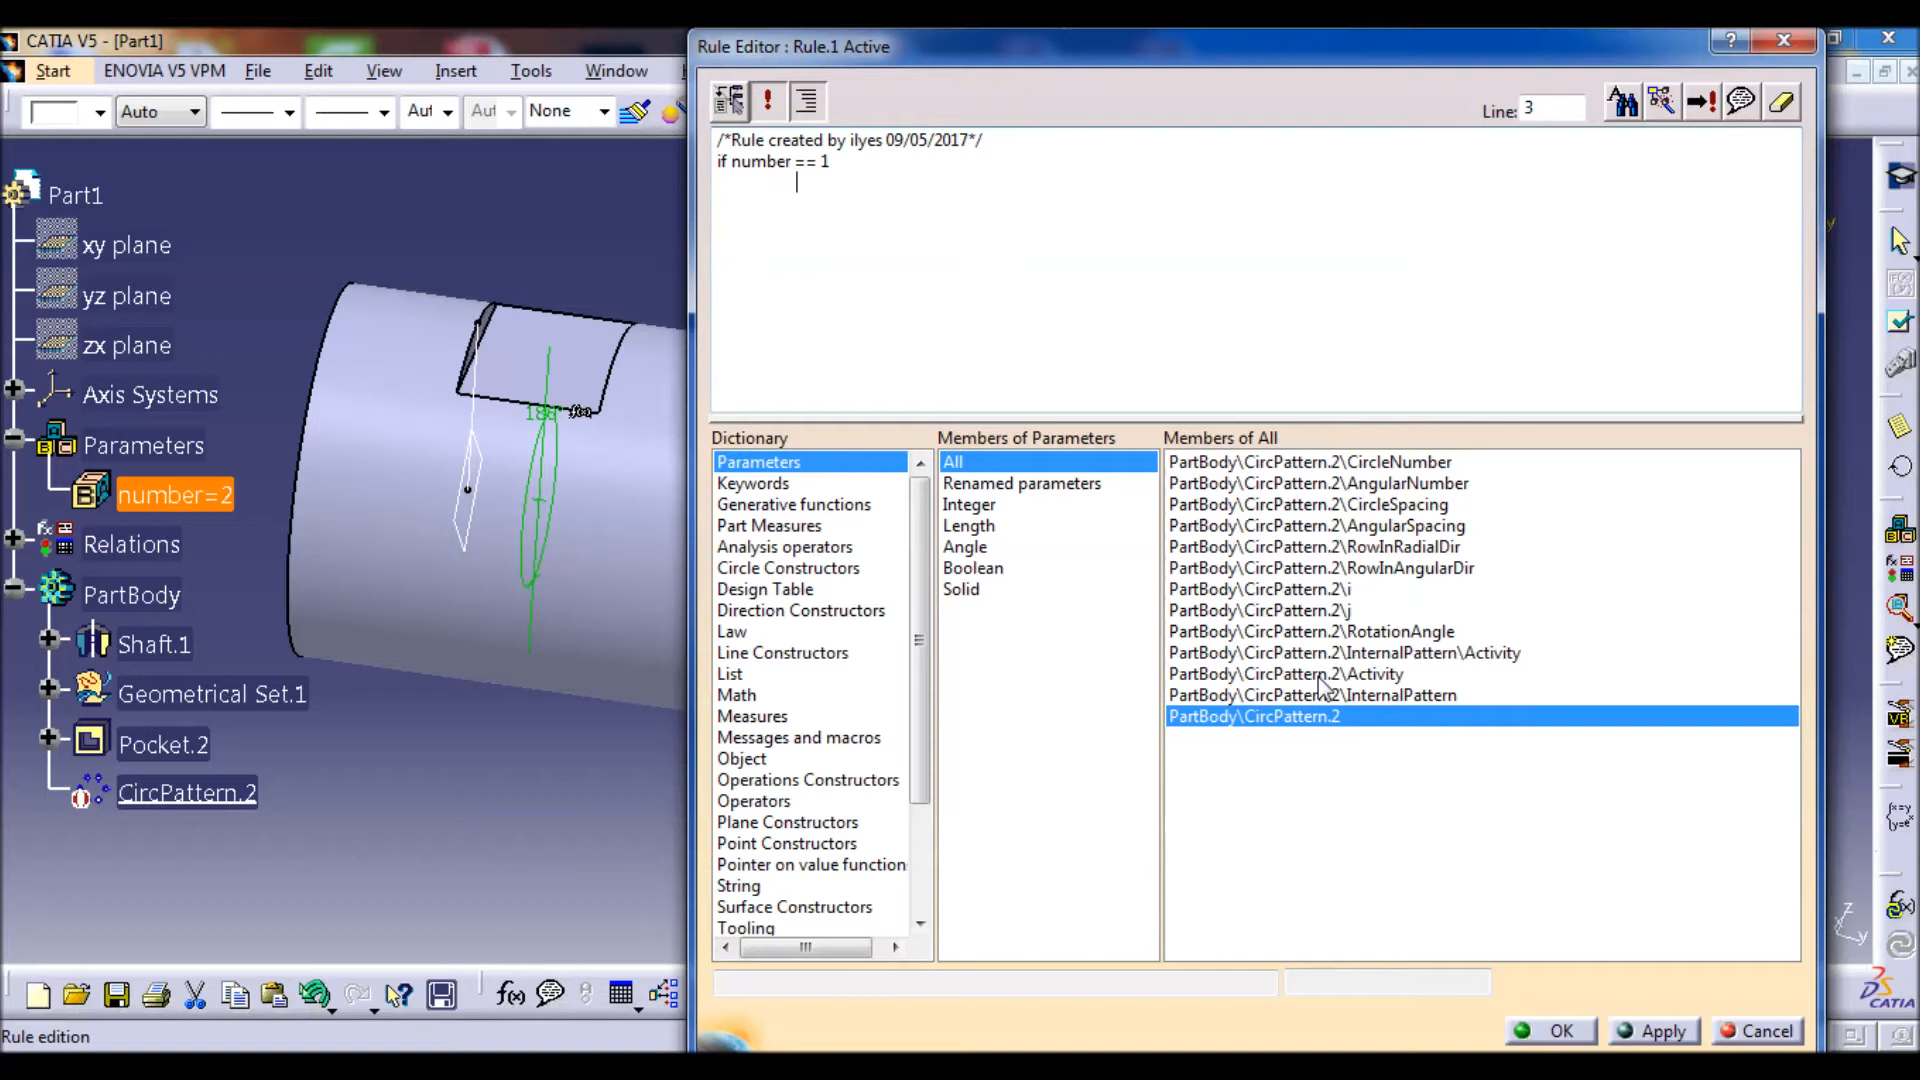 CATIA V5 - [Part1]
Start ENOVIA V5 VPM File Edit View Insert Tools Window
Auto Aut Aut None
Part1
xy plane
yz plane
zx plane
Axis Systems
Parameters
number=2
Relations
PartBody
Shaft.1
Geometrical Set.1
Pocket.2
CircPattern.2
f(x)
Rule edition
Rule Editor : Rule.1 Active
Line: 3
/*Rule created by ilyes 09/05/2017*/
if number == 1
Dictionary
Parameters
Keywords
Generative functions
Part Measures
Analysis operators
Circle Constructors
Design Table
Direction Constructors
Law
Line Constructors
List
Math
Measures
Messages and macros
Object
Operations Constructors
Operators
Plane Constructors
Point Constructors
Pointer on value function
String
Surface Constructors
Tooling
Members of Parameters
All
Renamed parameters
Integer
Length
Angle
Boolean
Solid
Members of All
PartBody\CircPattern.2\CircleNumber
PartBody\CircPattern.2\AngularNumber
PartBody\CircPattern.2\CircleSpacing
PartBody\CircPattern.2\AngularSpacing
PartBody\CircPattern.2\RowInRadialDir
PartBody\CircPattern.2\RowInAngularDir
PartBody\CircPattern.2\i
PartBody\CircPattern.2\j
PartBody\CircPattern.2\RotationAngle
PartBody\CircPattern.2\InternalPattern\Activity
PartBody\CircPattern.2\Activity
PartBody\CircPattern.2\InternalPattern
PartBody\CircPattern.2
OK Apply Cancel
CATIA